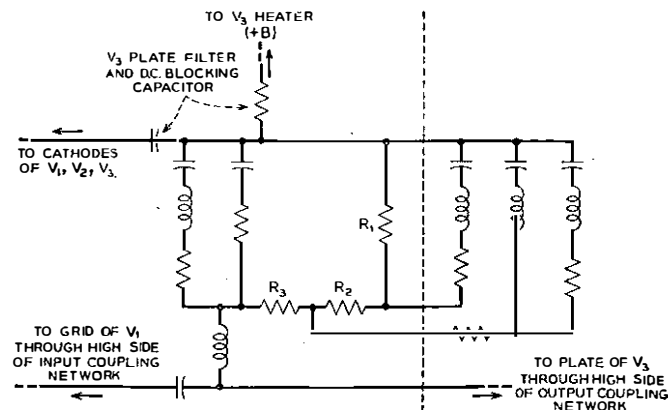 TO V3 HEATER
(+B)
V3 PLATE FILTER
AND D.C. BLOCKING
CAPACITOR
TO CATHODES
OF V1, V2, V3.
R1
R3
R2
TO GRID OF V1
THROUGH HIGH SIDE
OF INPUT COUPLING
NETWORK
TO PLATE OF V3
THROUGH HIGH SIDE
OF OUTPUT COUPLING
NETWORK